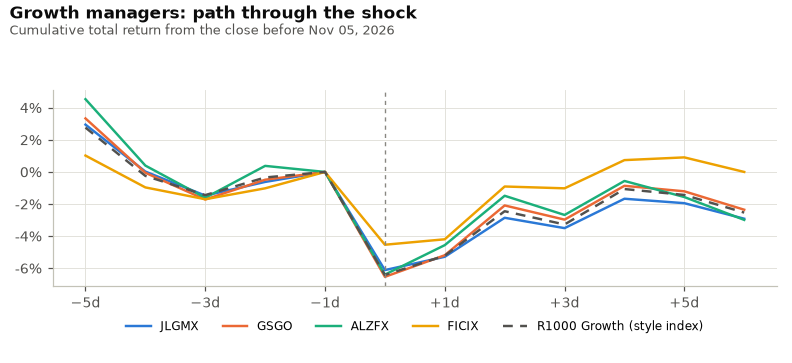 Growth managers: path through the shock
Cumulative total return from the close before Nov 05, 2026
4%
2%
0%
-2%
-4%
-6%
−5d
−3d
−1d
+1d
+3d
+5d
JLGMX
GSGO
ALZFX
FICIX
R1000 Growth (style index)